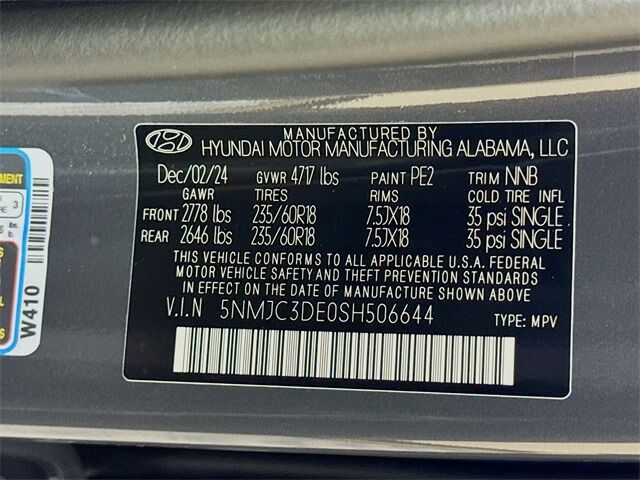 MANUFACTURED BY
HYUNDAI MOTOR MANUFACTURING ALABAMA, LLC
Dec/02/24 GVWR 4717 lbs PAINT PE2 TRIM NNB
GAWR TIRES RIMS COLD TIRE INFL
FRONT 2778 lbs 235/60R18 7.5JX18 35 psi SINGLE
REAR 2646 lbs 235/60R18 7.5JX18 35 psi SINGLE
THIS VEHICLE CONFORMS TO ALL APPLICABLE U.S.A. FEDERAL
MOTOR VEHICLE SAFETY AND THEFT PREVENTION STANDARDS
IN EFFECT ON THE DATE OF MANUFACTURE SHOWN ABOVE.
V.I.N 5NMJC3DE0SH506644 TYPE: MPV
W410
3